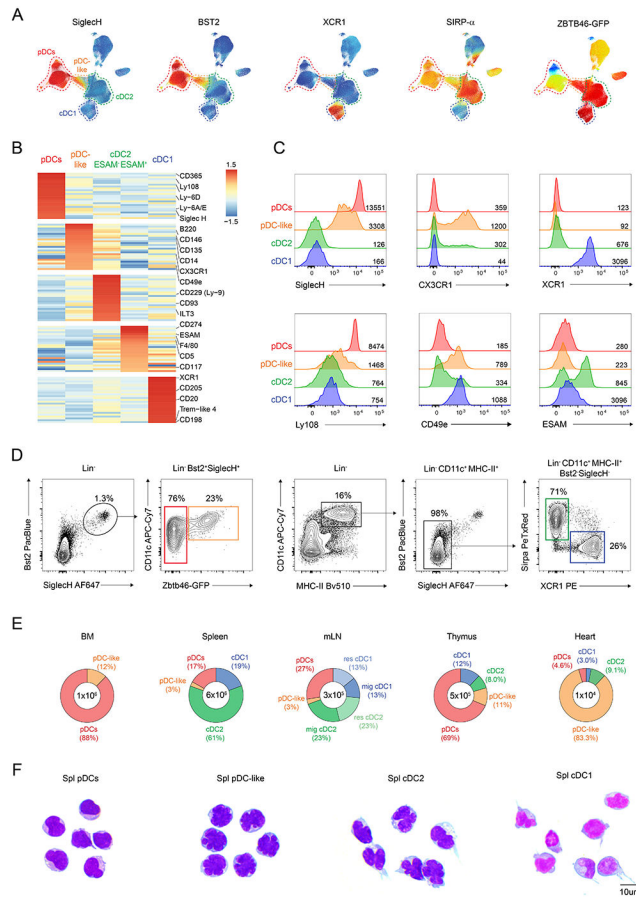 A
SiglecH
BST2
XCR1
SIRP-α
ZBTB46-GFP
pDCs
pDC-
like
cDC2
cDC1
B
pDCs
pDC-
like
cDC2
ESAM- ESAM+
cDC1
1.5
−1.5
CD365
Ly108
Ly-6D
Ly-6A/E
Siglec H
B220
CD146
CD135
CD14
CX3CR1
CD49e
CD229 (Ly-9)
CD93
ILT3
CD274
ESAM
F4/80
CD5
CD117
XCR1
CD205
CD20
Trem-like 4
CD198
C
pDCs
13551
359
123
pDC-like
3308
1200
92
cDC2
126
302
676
cDC1
166
44
3096
SiglecH
CX3CR1
XCR1
pDCs
8474
185
280
pDC-like
1468
789
223
cDC2
764
334
845
cDC1
754
1088
3096
Ly108
CD49e
ESAM
D
Lin-
Lin- Bst2+SiglecH+
Lin-
Lin- CD11c+ MHC-II+
Lin- CD11c+ MHC-II+
Bst2- SiglecH-
1.3%
76%
23%
16%
98%
71%
26%
Bst2 PacBlue
SiglecH AF647
CD11c APC-Cy7
Zbtb46-GFP
CD11c APC-Cy7
MHC-II Bv510
Bst2 PacBlue
SiglecH AF647
Sirpa PeTxRed
XCR1 PE
E
BM
pDC-like
(12%)
1x10⁶
pDCs
(88%)
Spleen
pDCs
(17%)
cDC1
(19%)
pDC-like
(3%)
cDC2
(61%)
mLN
pDCs
(27%)
res cDC1
(13%)
mig cDC1
(13%)
res cDC2
(23%)
mig cDC2
(23%)
pDC-like
(3%)
Thymus
cDC1
(12%)
cDC2
(8.0%)
pDC-like
(11%)
pDCs
(69%)
Heart
pDCs
(4.6%)
cDC1
(3.0%)
cDC2
(9.1%)
1x10⁴
pDC-like
(83.3%)
F
Spl pDCs
Spl pDC-like
Spl cDC2
Spl cDC1